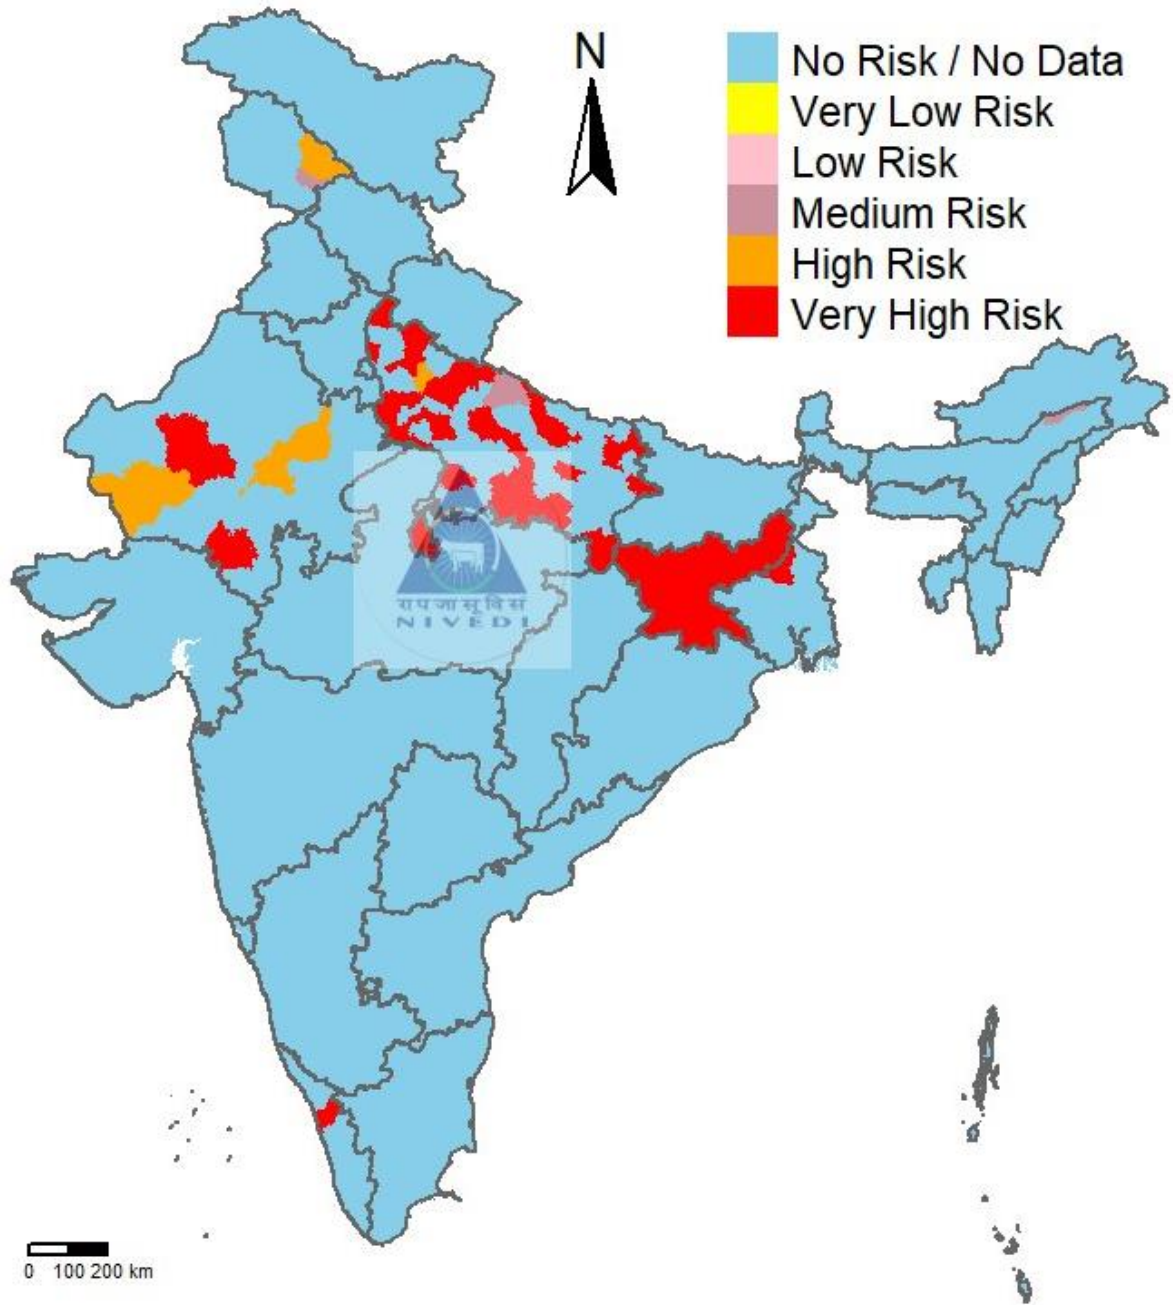 N
No Risk / No Data
Very Low Risk
Low Risk
Medium Risk
High Risk
Very High Risk
रापजासूविसं
NIVEDI
0 100 200 km